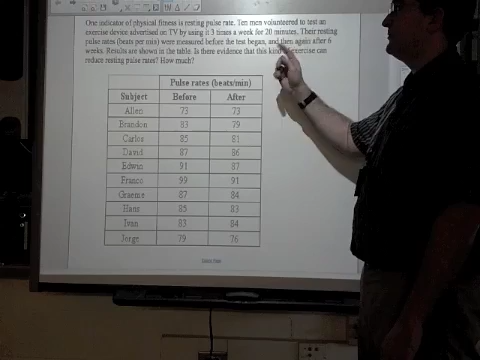 One indicator of physical fitness is resting pulse rate. Ten men volunteered to test an
exercise device advertised on TV by using it 3 times a week for 20 minutes. Their resting
pulse rates (beats per min) were measured before the test began, and then again after 6
weeks. Results are shown in the table. Is there evidence that this kind of exercise can
reduce resting pulse rates? How much?
Pulse rates (beats/min)
Subject Before After
Allen 73 73
Brandon 83 79
Carlos 85 81
David 87 86
Edwin 91 87
Franco 99 91
Graeme 87 84
Hans 85 83
Ivan 83 84
Jorge 79 76